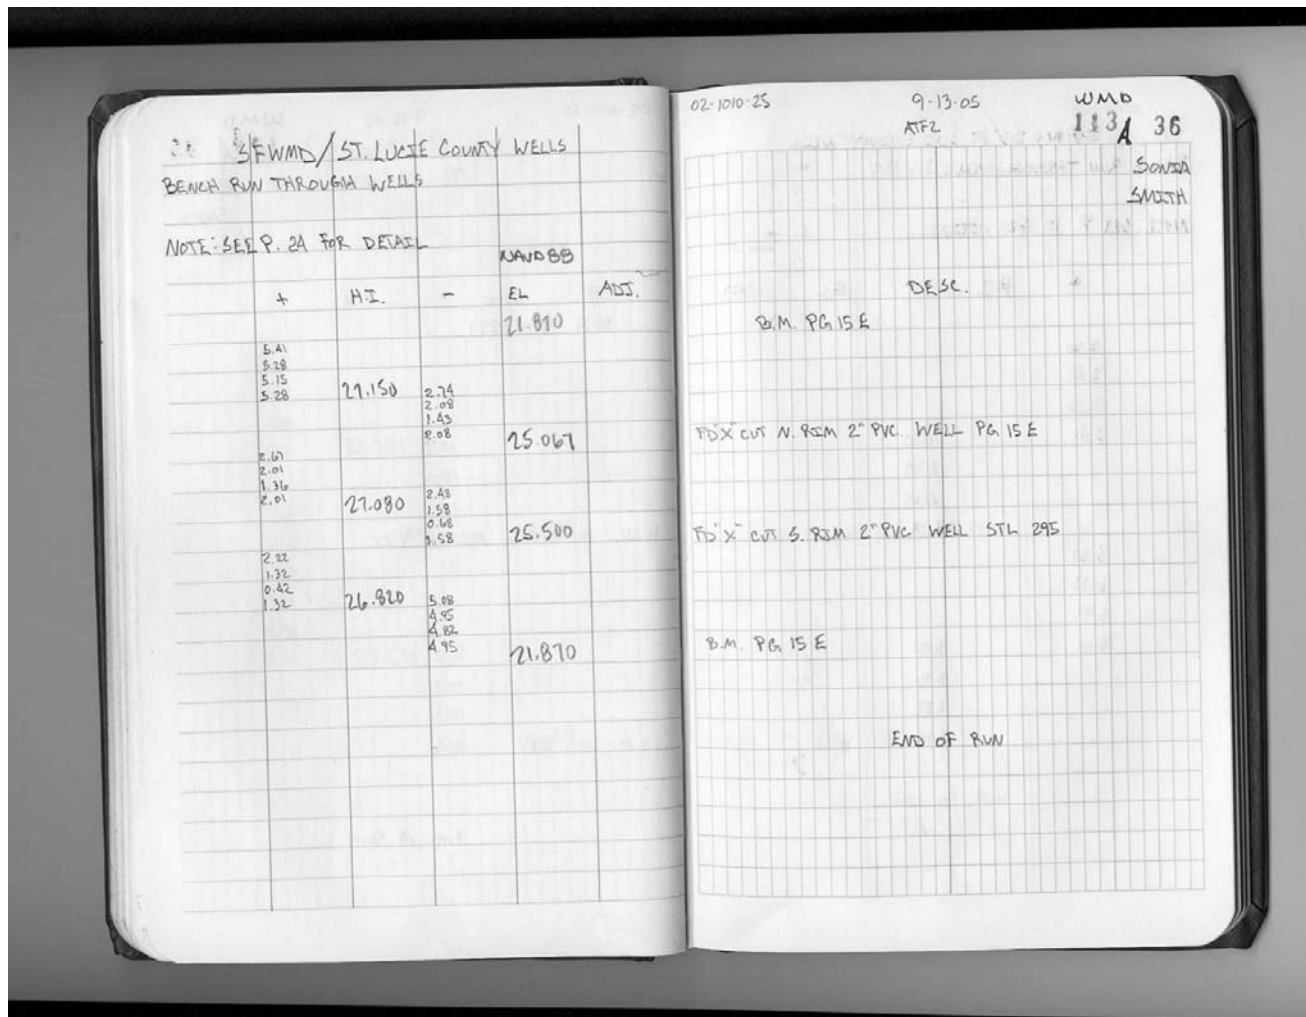 SFWMD/ST. LUCIE COUNTY WELLS
BENCH RUN THROUGH WELLS
NOTE: SEE P. 2A FOR DETAIL
NAVD88
+ H.I. - EL ADJ.
21.870
5.41
5.28
5.15
5.28 27.150 2.74
2.08
1.43
2.08 25.067
2.67
2.01
1.36
2.01 27.080 2.48
1.58
0.68
1.58 25.500
2.22
1.32
0.42
1.32 26.820 5.08
4.95
4.82
4.95 21.870
02-1010-25 9-13-05 WMD
ATF2 113A 36
SONIA
SMITH
DESC.
B.M. PG 15 E
FD "X" CUT N. RIM 2" PVC. WELL PG 15 E
FD "X" CUT S. RIM 2" PVC WELL STL 295
B.M. PG 15 E
END OF RUN